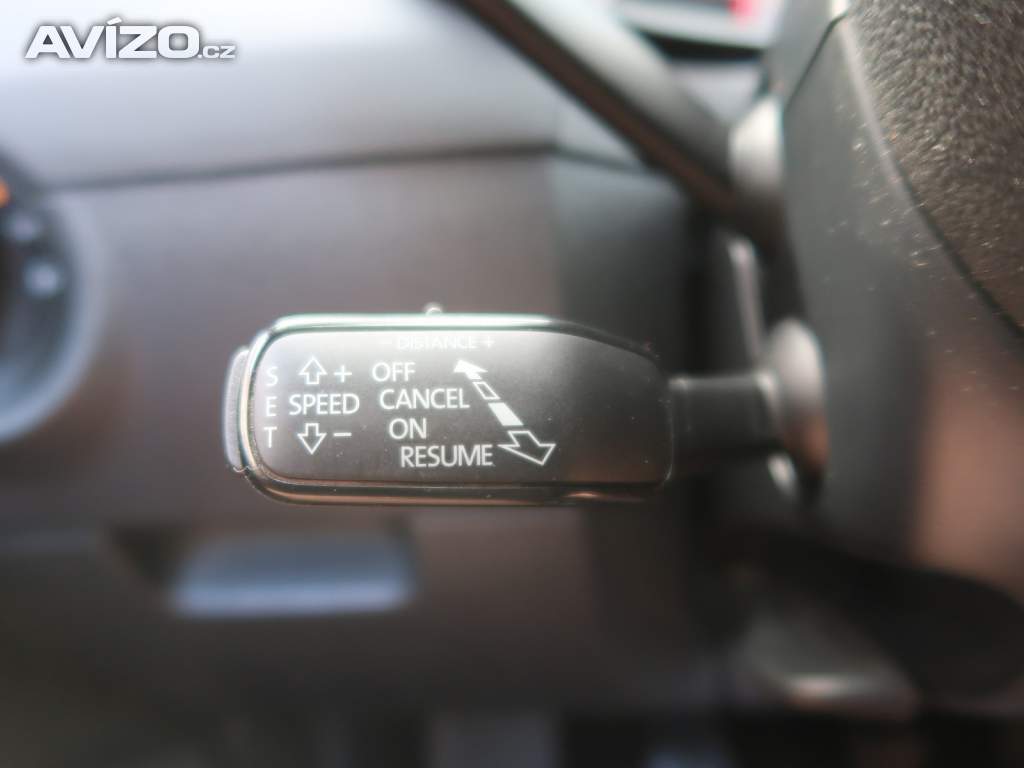 AVÍZO.cz
- DISTANCE +
S E T
+
SPEED
-
OFF
CANCEL
ON
RESUME